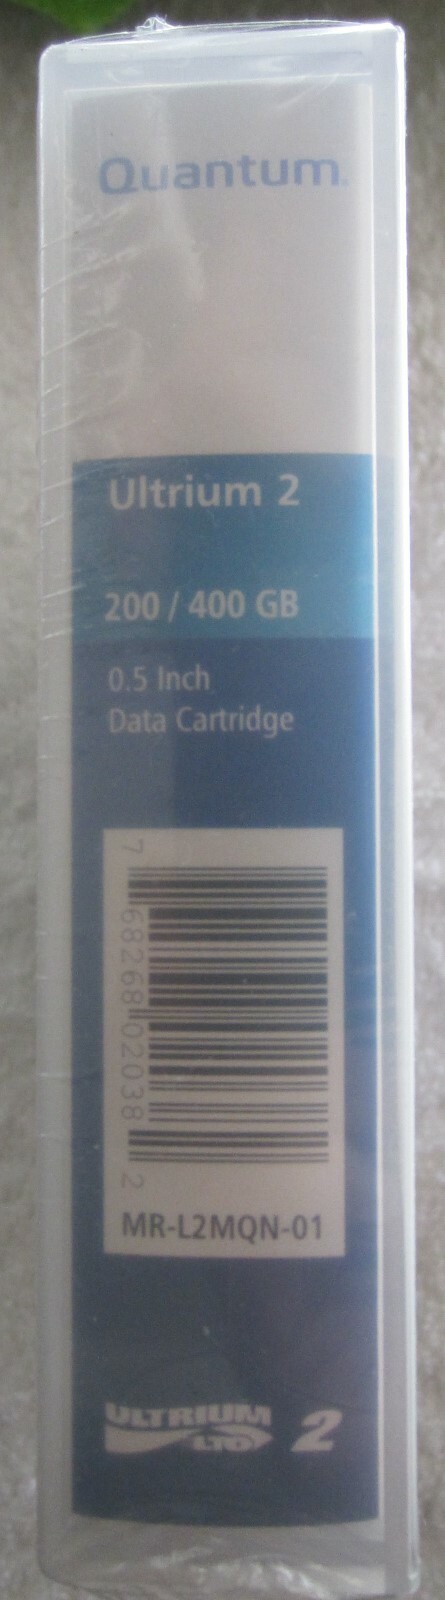 Quantum.
Ultrium 2
200 / 400 GB
0.5 Inch
Data Cartridge
7 68268 02038 2
MR-L2MQN-01
ULTRIUM
LTO 2